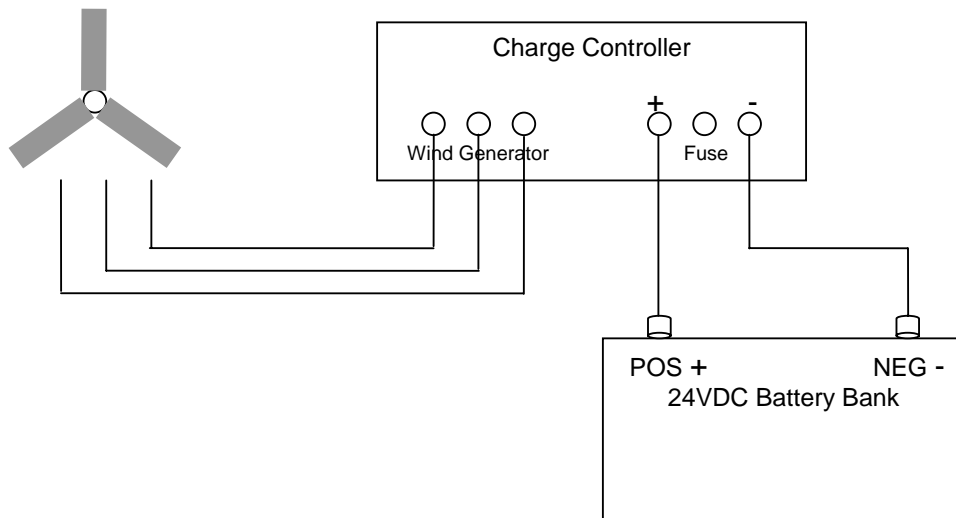 Charge Controller
+ -
Wind Generator Fuse
POS + NEG -
24VDC Battery Bank